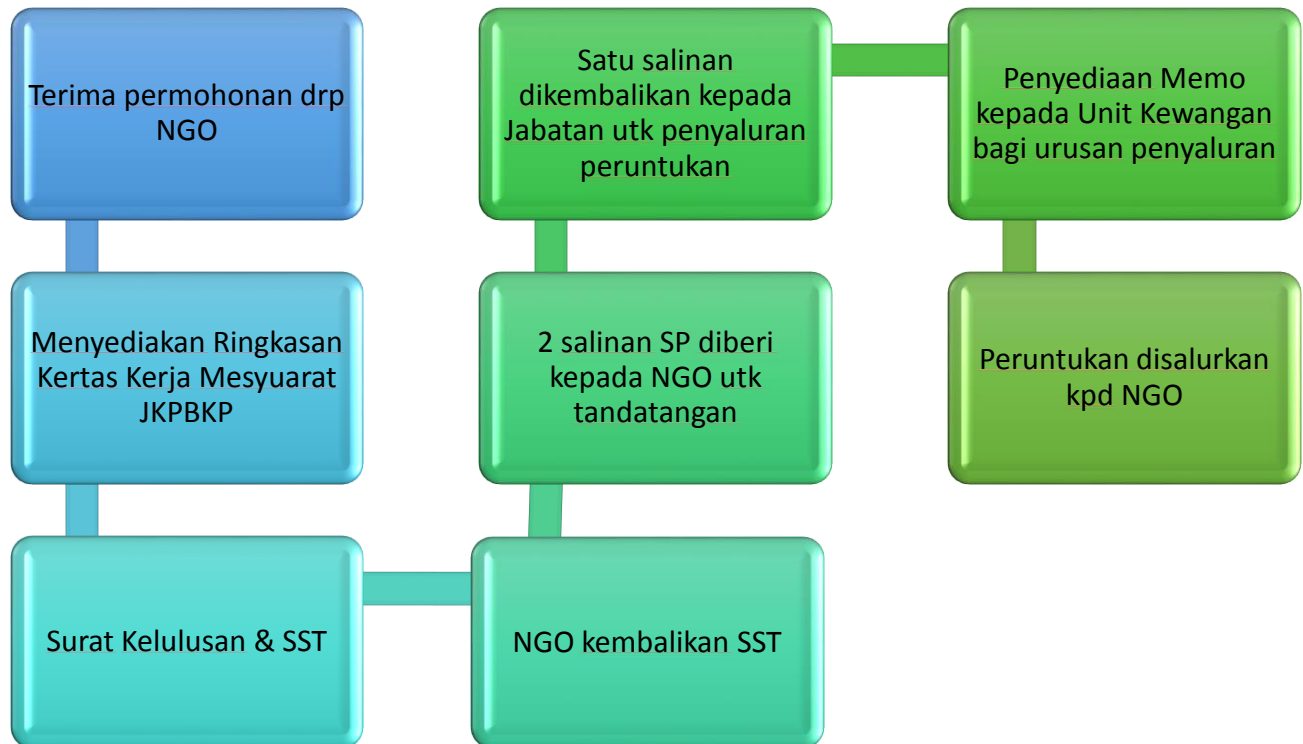 Terima permohonan drp
NGO
Menyediakan Ringkasan
Kertas Kerja Mesyuarat
JKPBKP
Surat Kelulusan & SST
NGO kembalikan SST
2 salinan SP diberi
kepada NGO utk
tandatangan
Satu salinan
dikembalikan kepada
Jabatan utk penyaluran
peruntukan
Penyediaan Memo
kepada Unit Kewangan
bagi urusan penyaluran
Peruntukan disalurkan
kpd NGO